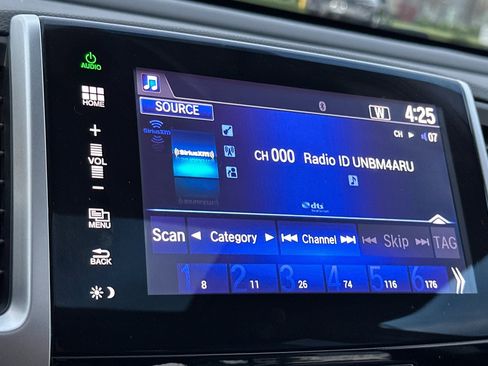 AUDIO
SOURCE
W
4:25
HOME
SiriusXM
CH
07
+
(((SiriusXM)))
CH 000 Radio ID UNBM4ARU
VOL
−
dts
MENU
Scan ◄ Category ► |◄◄ Channel ►►| |◄◄ Skip ►►| TAG
BACK
1 8 2 11 3 26 4 74 5 116 6 176